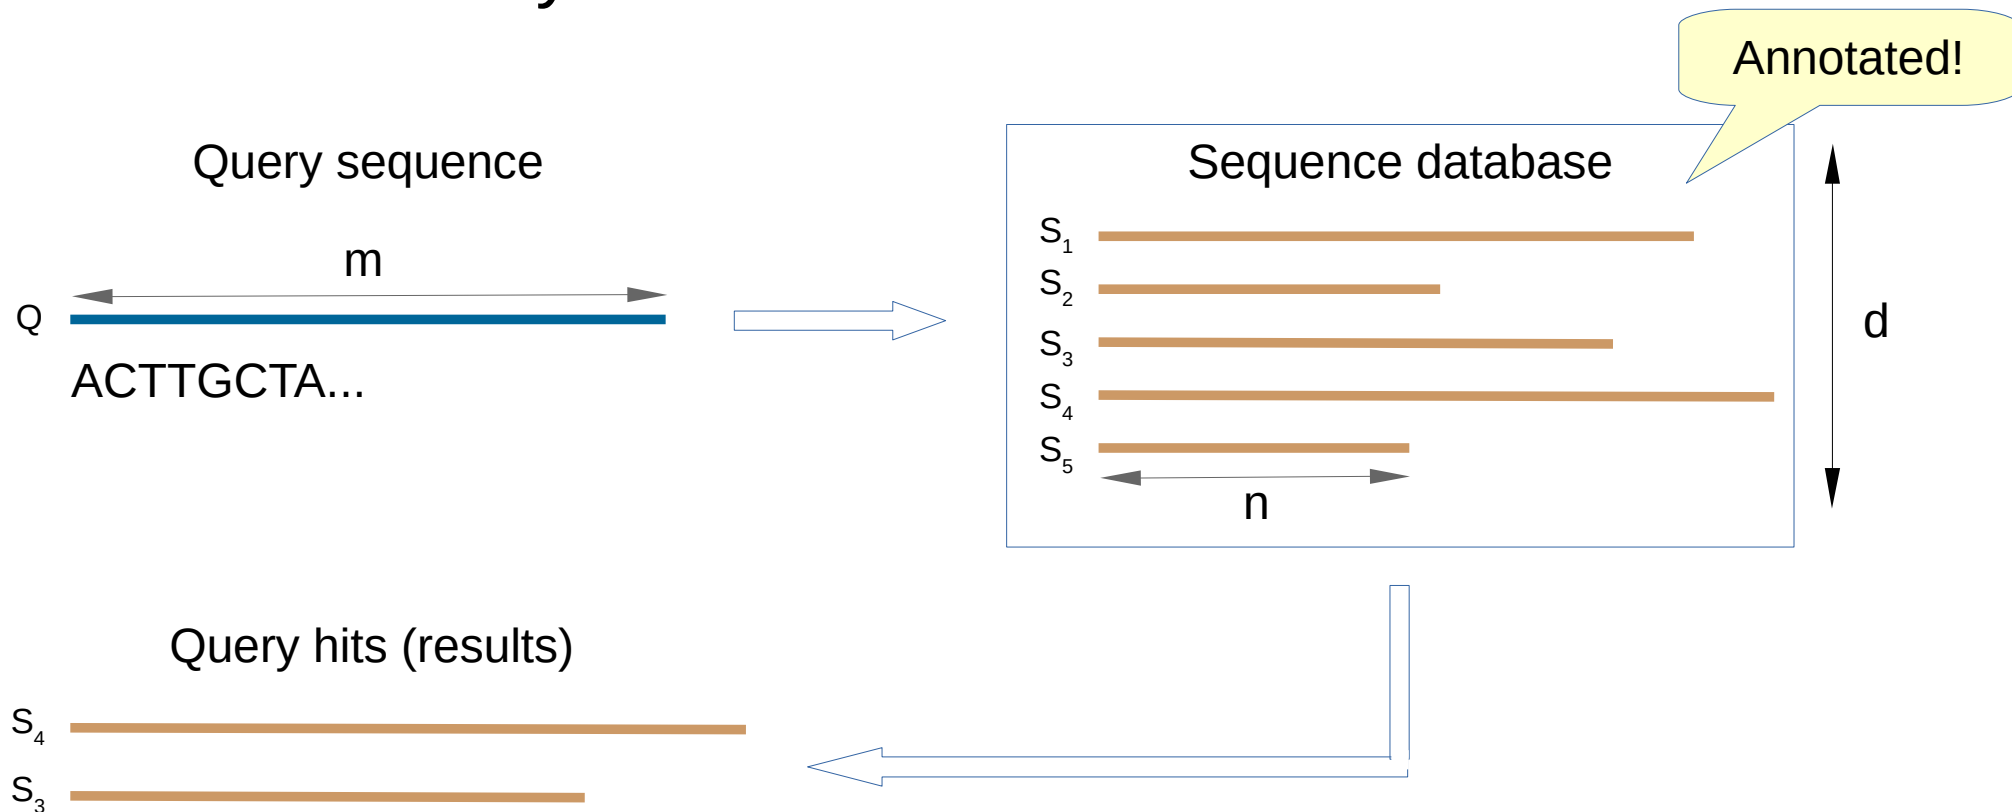 Annotated!
Query sequence
m
Q
ACTTGCTA...
Sequence database
S1
S2
S3
S4
S5
n
d
Query hits (results)
S4
S3